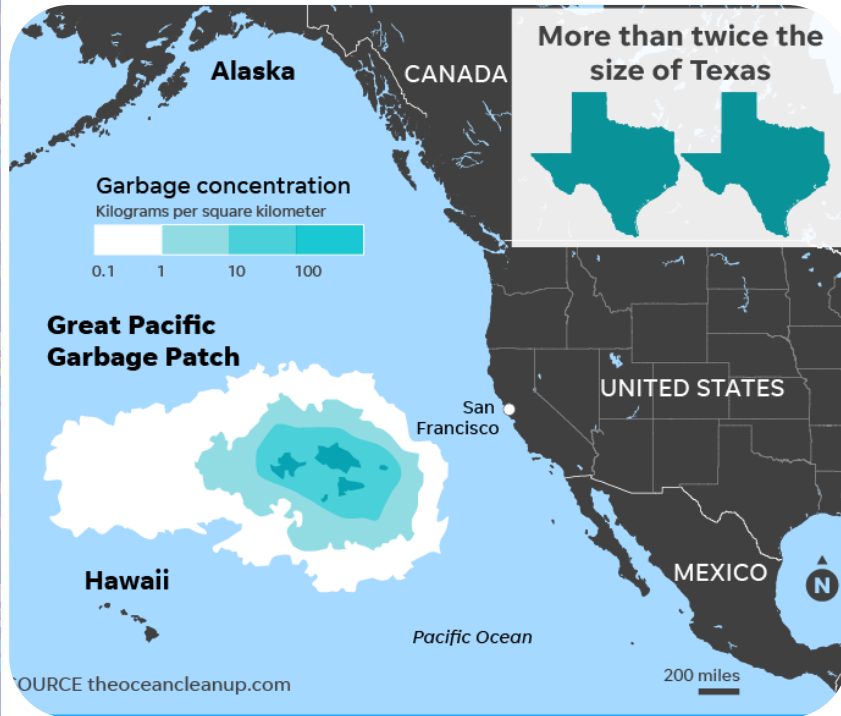 More than twice the
size of Texas
Alaska
CANADA
Garbage concentration
Kilograms per square kilometer
0.1 1 10 100
Great Pacific
Garbage Patch
San
Francisco
UNITED STATES
Hawaii
MEXICO
N
Pacific Ocean
200 miles
OURCE theoceancleanup.com